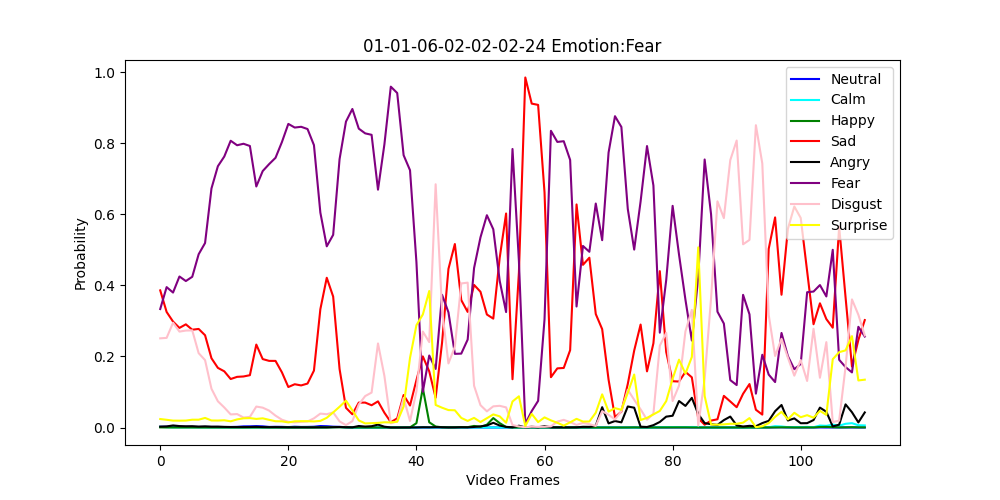 01-01-06-02-02-02-24 Emotion:Fear
Probability
1.0
0.8
0.6
0.4
0.2
0.0
0
20
40
60
80
100
Video Frames
Neutral
Calm
Happy
Sad
Angry
Fear
Disgust
Surprise